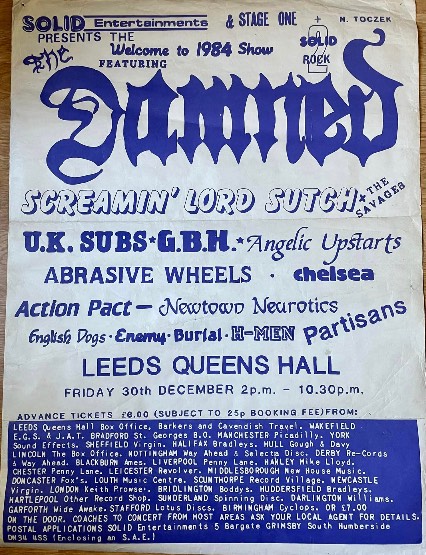 SOLID Entertainments & STAGE ONE + N. TOCZEK
PRESENTS THE Welcome to 1984 Show SOLID ROCK
FEATURING
The
Damned
SCREAMIN' LORD SUTCH & THE SAVAGES
U.K. SUBS ★ G.B.H. ★ Angelic Upstarts
ABRASIVE WHEELS · chelsea
Action Pact — Newtown Neurotics
English Dogs · Enemy · Burial · H-MEN Partisans
LEEDS QUEENS HALL
FRIDAY 30th DECEMBER 2p.m. - 10.30p.m.
ADVANCE TICKETS £6.00 (SUBJECT TO 25p BOOKING FEE) FROM:
LEEDS Queens Hall Box Office, Barkers and Cavendish Travel. WAKEFIELD
E.G.S. & J.A.T. BRADFORD St. Georges B.O. MANCHESTER Picadilly. YORK
Sound Effects. SHEFFIELD Virgin. HALIFAX Bradleys. HULL Gough & Davy
LINCOLN The Box Office. NOTTINGHAM Way Ahead & Selecta Disc. DERBY Re-Cords
& Way Ahead. BLACKBURN Ames. LIVERPOOL Penny Lane. HANLEY Mike Lloyd.
CHESTER Penny Lane. LEICESTER Revolver. MIDDLESBOROUGH New House Music.
DONCASTER Fox's. LOUTH Music Centre. SCUNTHORPE Record Village. NEWCASTLE
Virgin. LONDON Keith Prowser. BRIDLINGTON Boddys. HUDDERSFIELD Bradleys.
HARTLEPOOL Other Record Shop. SUNDERLAND Spinning Disc. DARLINGTON Williams.
GARFORTH Wide Awake. STAFFORD Lotus Discs. BIRMINGHAM Cyclops. OR £7.00
ON THE DOOR. COACHES TO CONCERT FROM MOST AREAS ASK YOUR LOCAL AGENT FOR DETAILS.
POSTAL APPLICATIONS Solid Entertainments 5 Bargate GRIMSBY South Humberside
DN34 4SS (Enclosing an S.A.E.)